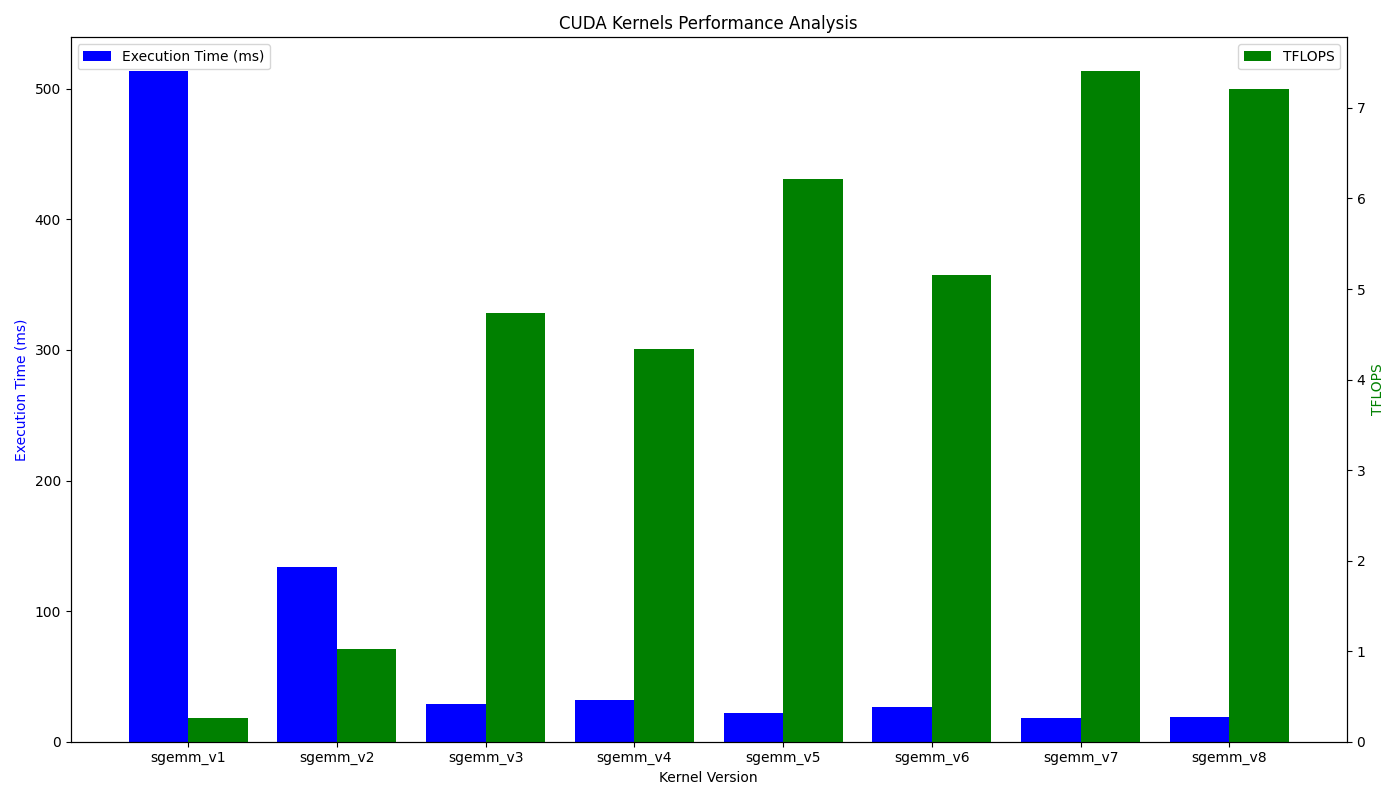 CUDA Kernels Performance Analysis
Execution Time (ms)
TFLOPS
500
400
300
200
100
0
Execution Time (ms)
7
6
5
4
3
2
1
0
TFLOPS
sgemm_v1 sgemm_v2 sgemm_v3 sgemm_v4 sgemm_v5 sgemm_v6 sgemm_v7 sgemm_v8
Kernel Version